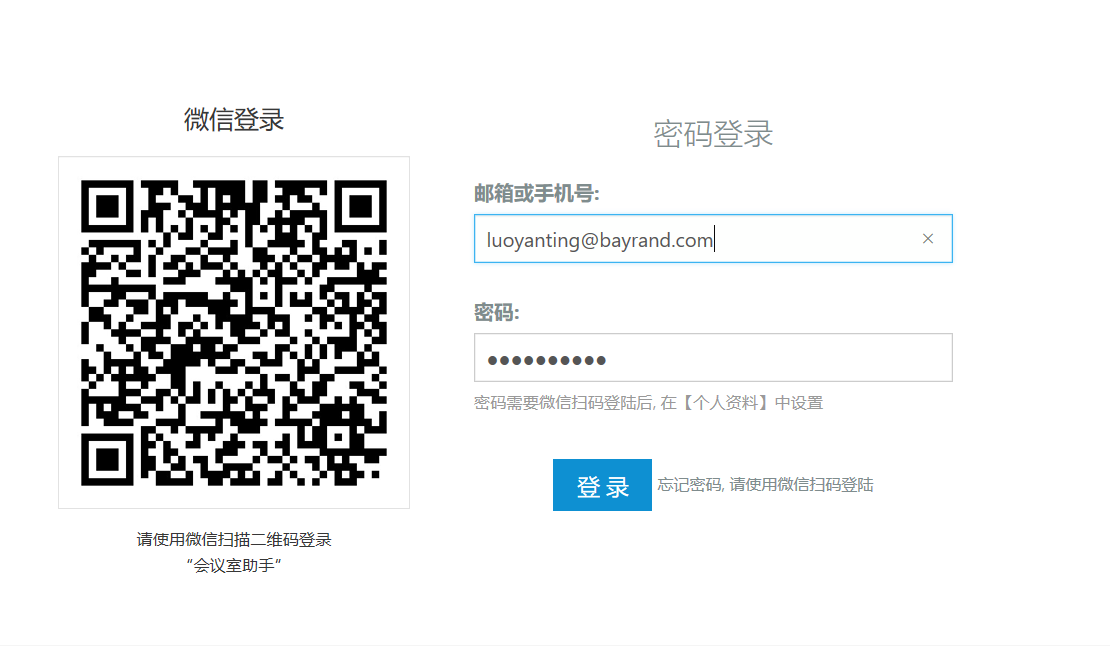 微信登录
请使用微信扫描二维码登录
“会议室助手”
密码登录
邮箱或手机号:
luoyanting@bayrand.com
密码:
●●●●●●●●●●
密码需要微信扫码登陆后, 在【个人资料】中设置
登录 忘记密码, 请使用微信扫码登陆